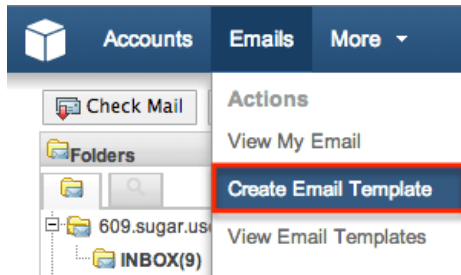 Accounts Emails More
Check Mail
Actions
View My Email
Folders
Create Email Template
609.sugar.us
View Email Templates
INBOX(9)